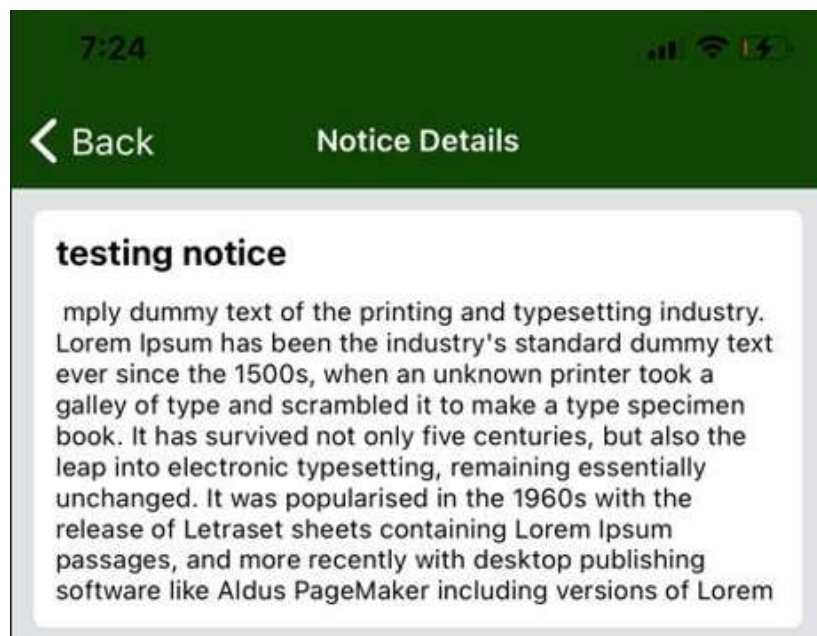 7:24
Back
Notice Details
testing notice
mply dummy text of the printing and typesetting industry.
Lorem Ipsum has been the industry's standard dummy text
ever since the 1500s, when an unknown printer took a
galley of type and scrambled it to make a type specimen
book. It has survived not only five centuries, but also the
leap into electronic typesetting, remaining essentially
unchanged. It was popularised in the 1960s with the
release of Letraset sheets containing Lorem Ipsum
passages, and more recently with desktop publishing
software like Aldus PageMaker including versions of Lorem